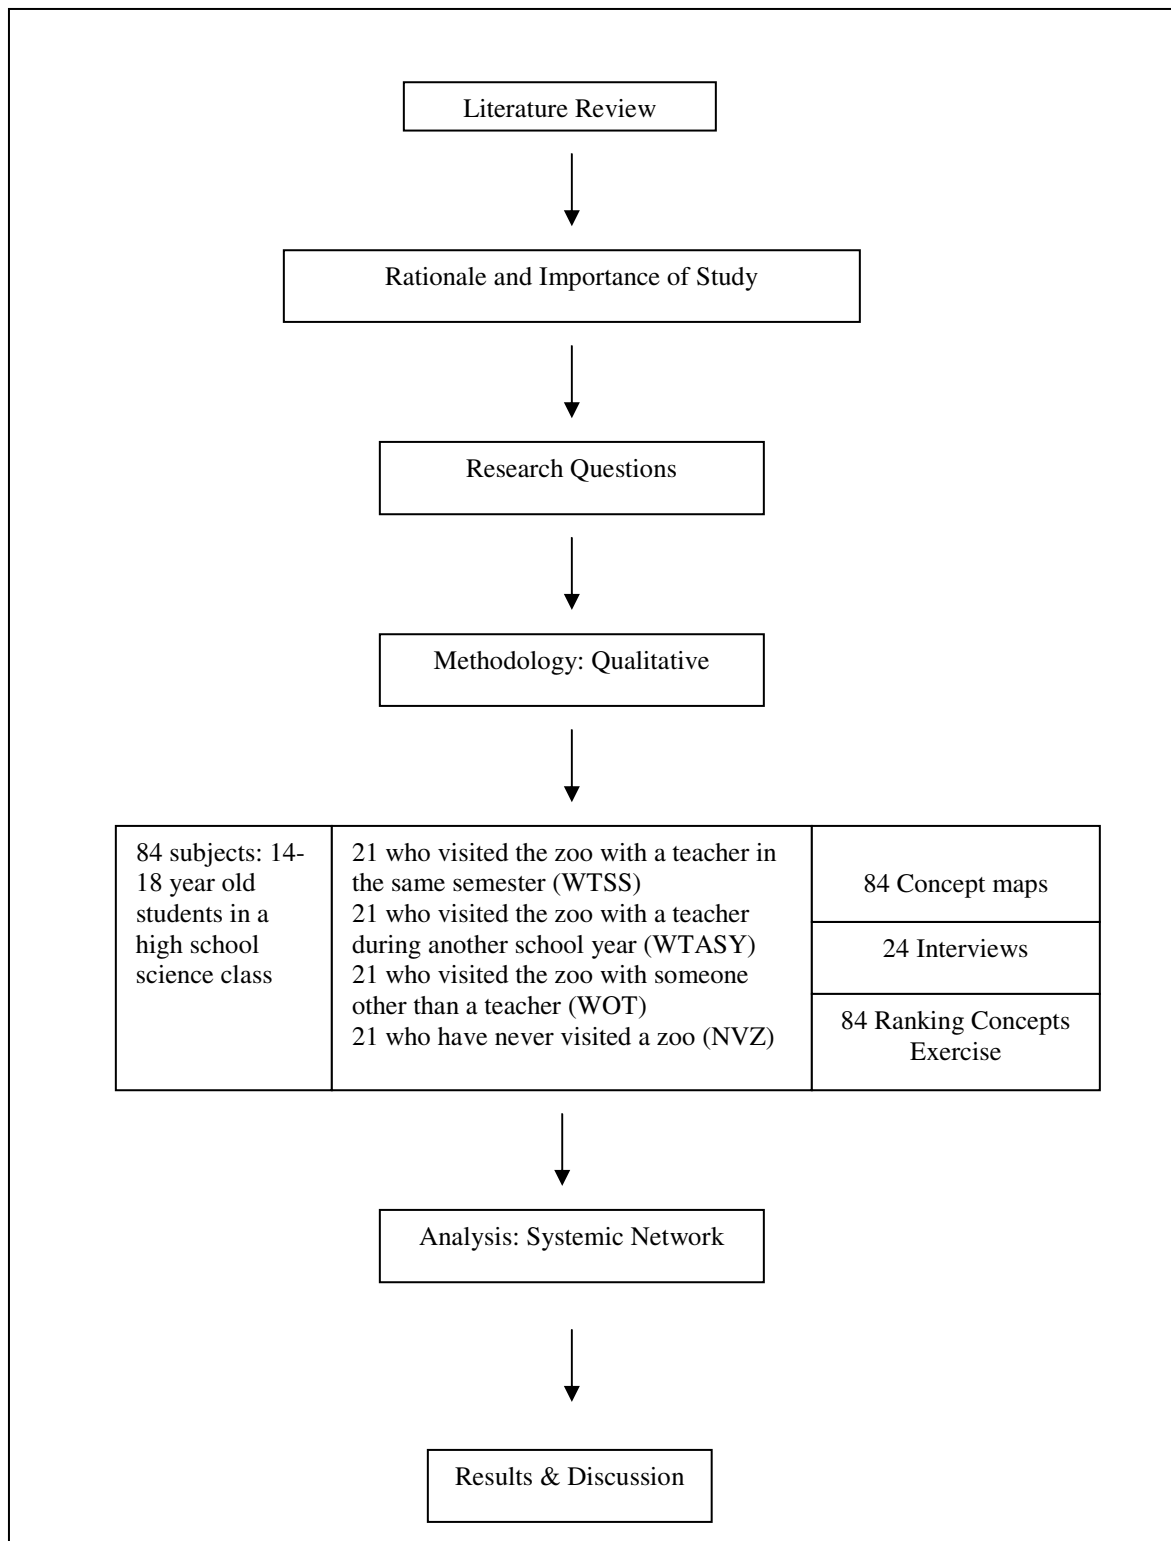 Literature Review
Rationale and Importance of Study
Research Questions
Methodology: Qualitative
84 subjects: 14-
18 year old
students in a
high school
science class
21 who visited the zoo with a teacher in
the same semester (WTSS)
21 who visited the zoo with a teacher
during another school year (WTASY)
21 who visited the zoo with someone
other than a teacher (WOT)
21 who have never visited a zoo (NVZ)
84 Concept maps
24 Interviews
84 Ranking Concepts
Exercise
Analysis: Systemic Network
Results & Discussion